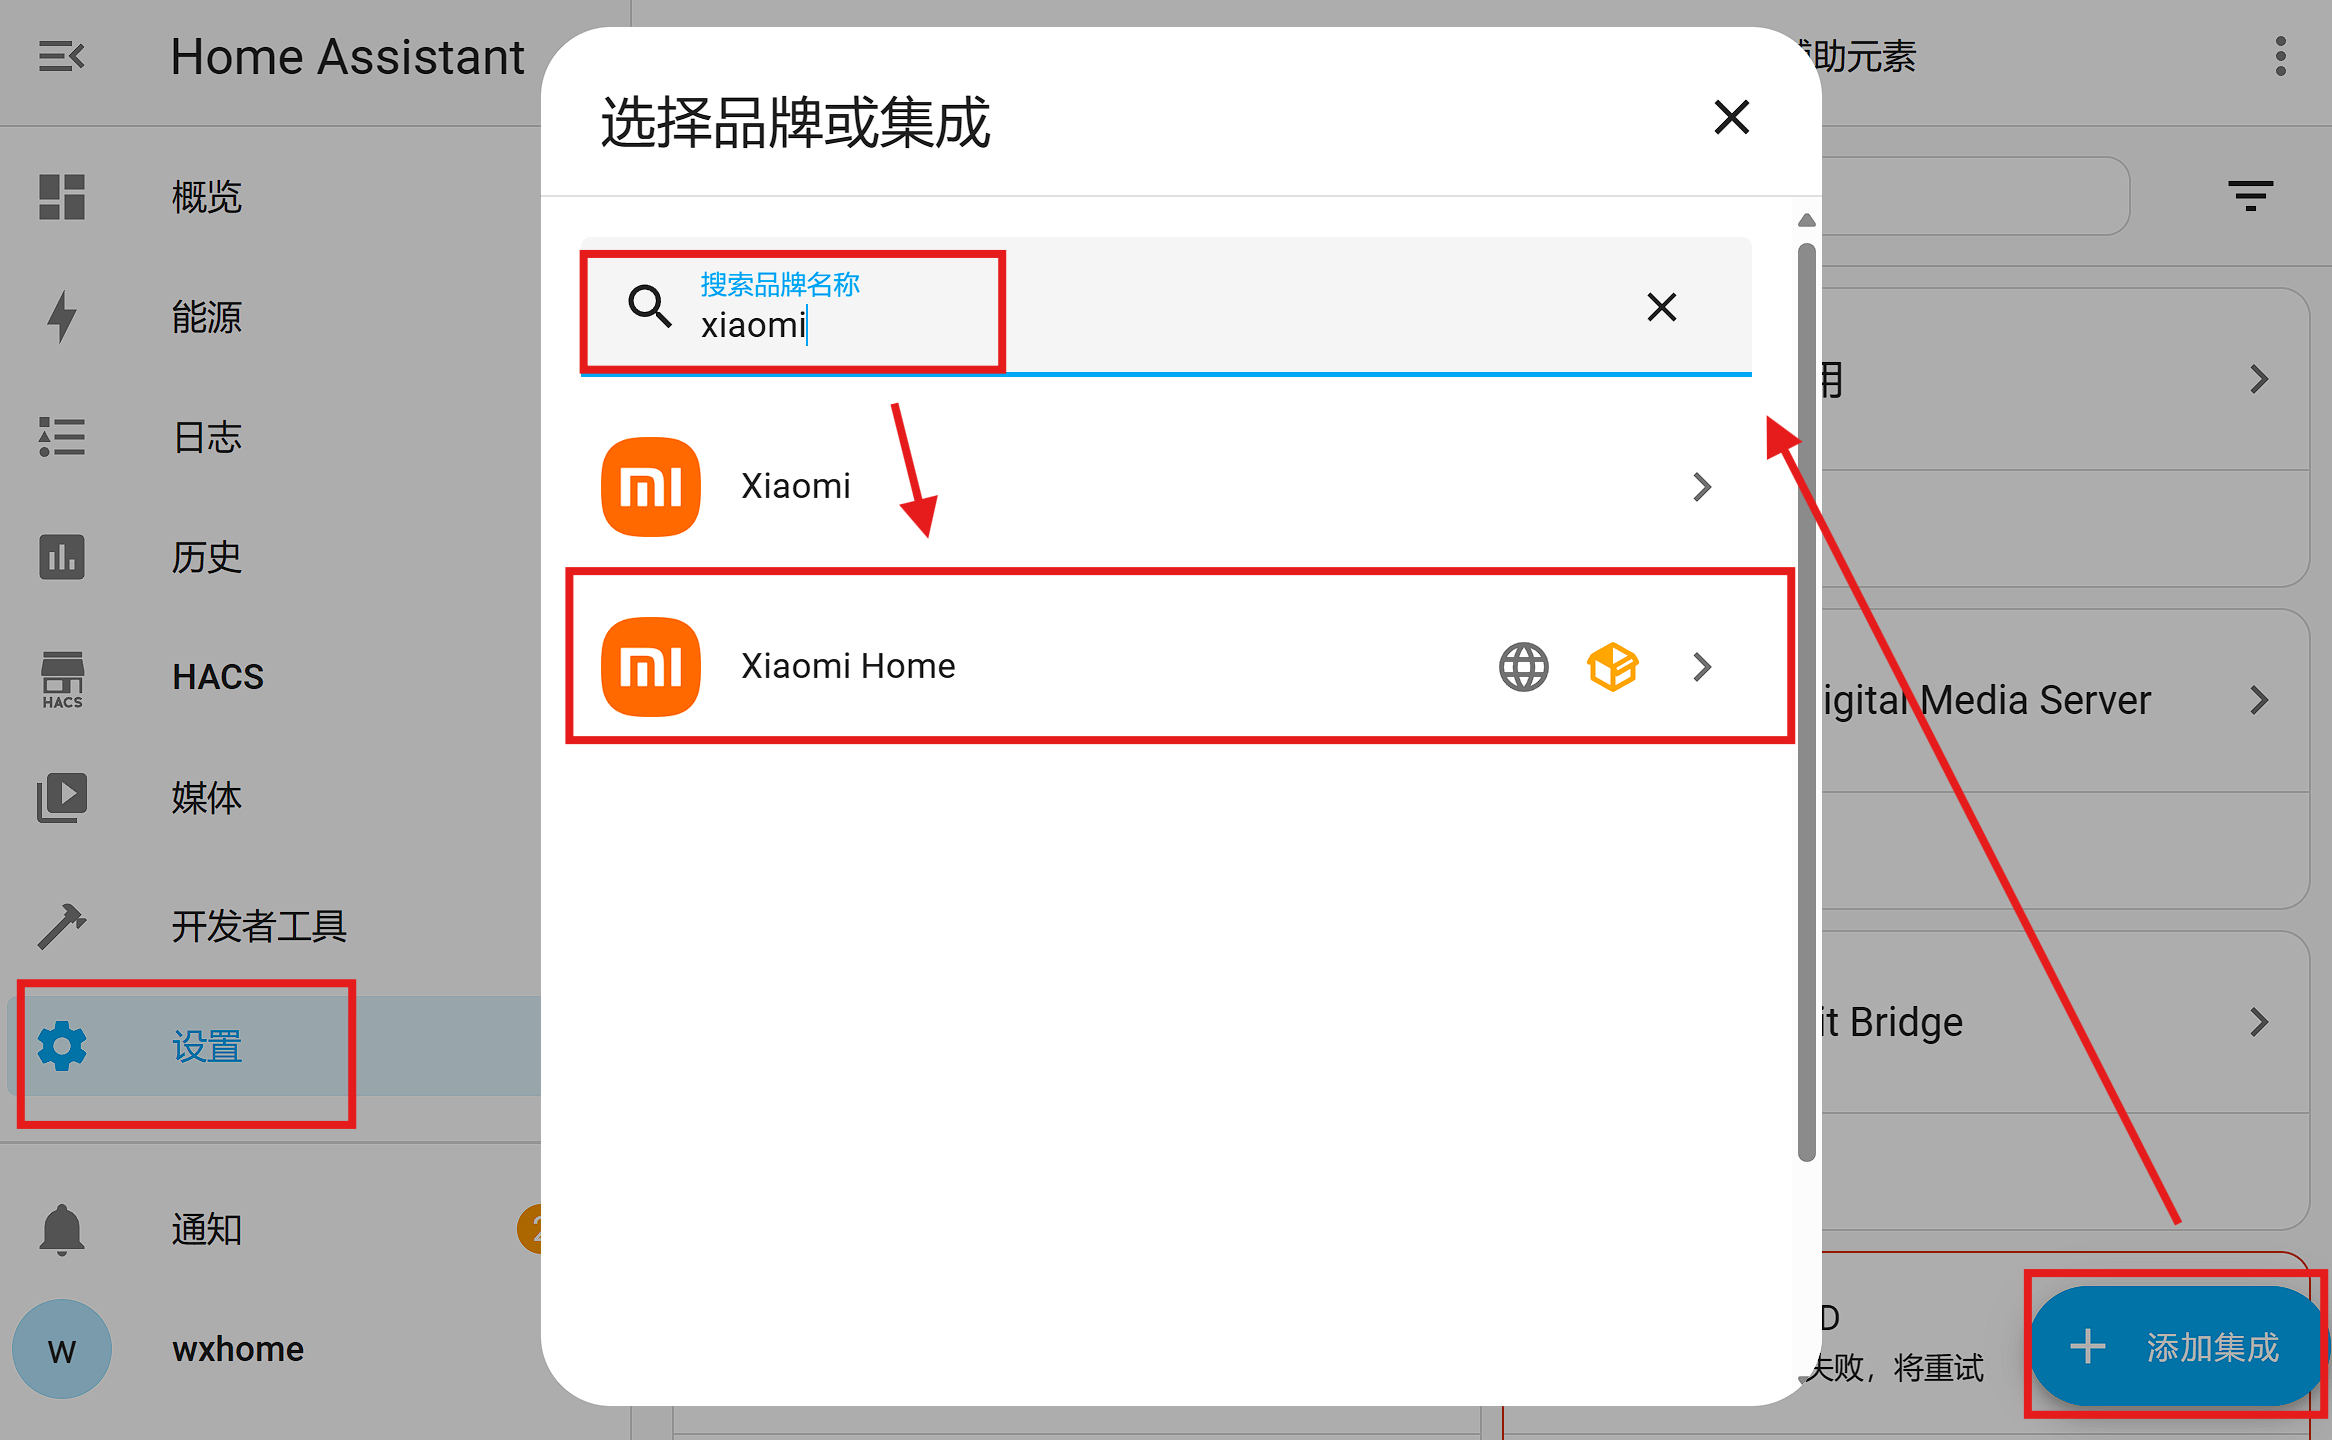 Home Assistant
概览
能源
日志
历史
HACS
HACS
媒体
开发者工具
设置
通知
2
W
wxhome
选择品牌或集成
搜索品牌名称
xiaomi
Xiaomi
Xiaomi Home
助元素
用
igital Media Server
it Bridge
D
失败，将重试
添加集成